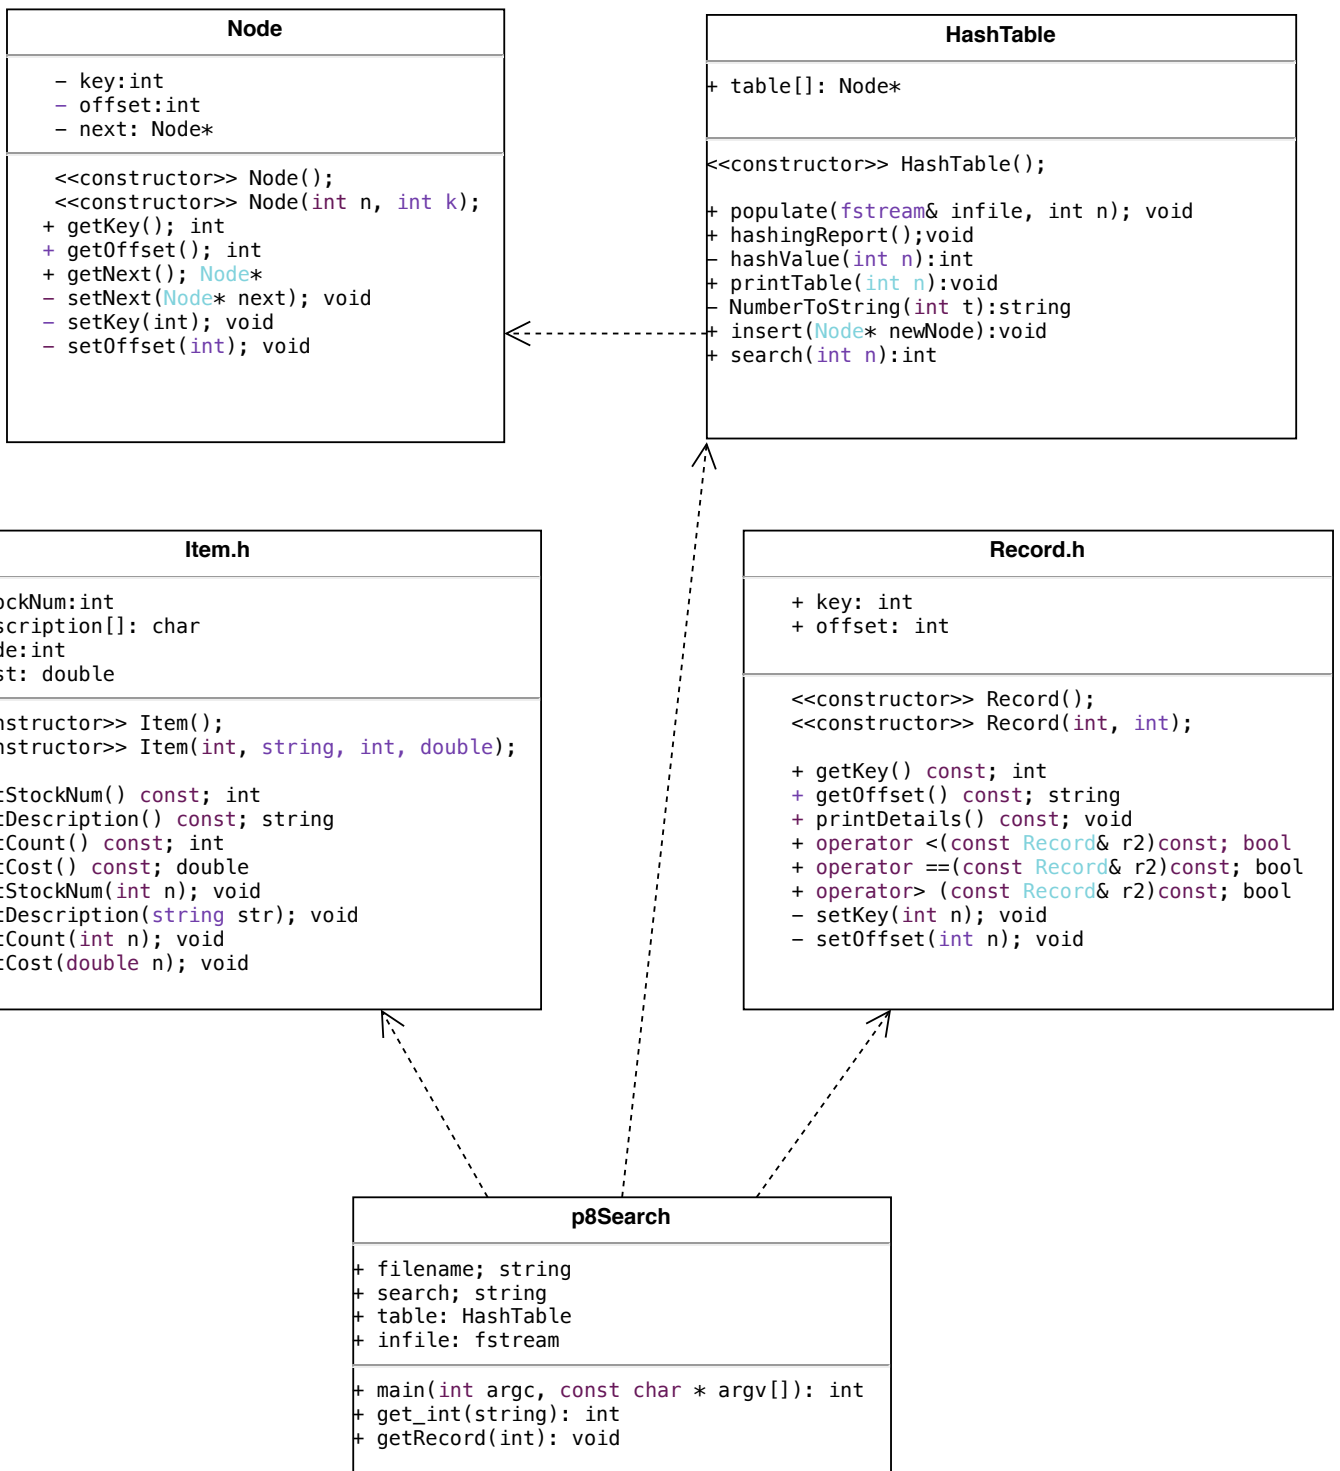 Node
– key:int
– offset:int
– next: Node*
<<constructor>> Node();
<<constructor>> Node(int n, int k);
+ getKey(); int
+ getOffset(); int
+ getNext(); Node*
– setNext(Node* next); void
– setKey(int); void
– setOffset(int); void
HashTable
+ table[]: Node*
<<constructor>> HashTable();
+ populate(fstream& infile, int n); void
+ hashingReport();void
– hashValue(int n):int
+ printTable(int n):void
– NumberToString(int t):string
+ insert(Node* newNode):void
+ search(int n):int
Item.h
ockNum:int
scription[]: char
de:int
st: double
nstructor>> Item();
nstructor>> Item(int, string, int, double);
tStockNum() const; int
tDescription() const; string
tCount() const; int
tCost() const; double
tStockNum(int n); void
tDescription(string str); void
tCount(int n); void
tCost(double n); void
Record.h
+ key: int
+ offset: int
<<constructor>> Record();
<<constructor>> Record(int, int);
+ getKey() const; int
+ getOffset() const; string
+ printDetails() const; void
+ operator <(const Record& r2)const; bool
+ operator ==(const Record& r2)const; bool
+ operator> (const Record& r2)const; bool
– setKey(int n); void
– setOffset(int n); void
p8Search
+ filename; string
+ search; string
+ table: HashTable
+ infile: fstream
+ main(int argc, const char * argv[]): int
+ get_int(string): int
+ getRecord(int): void